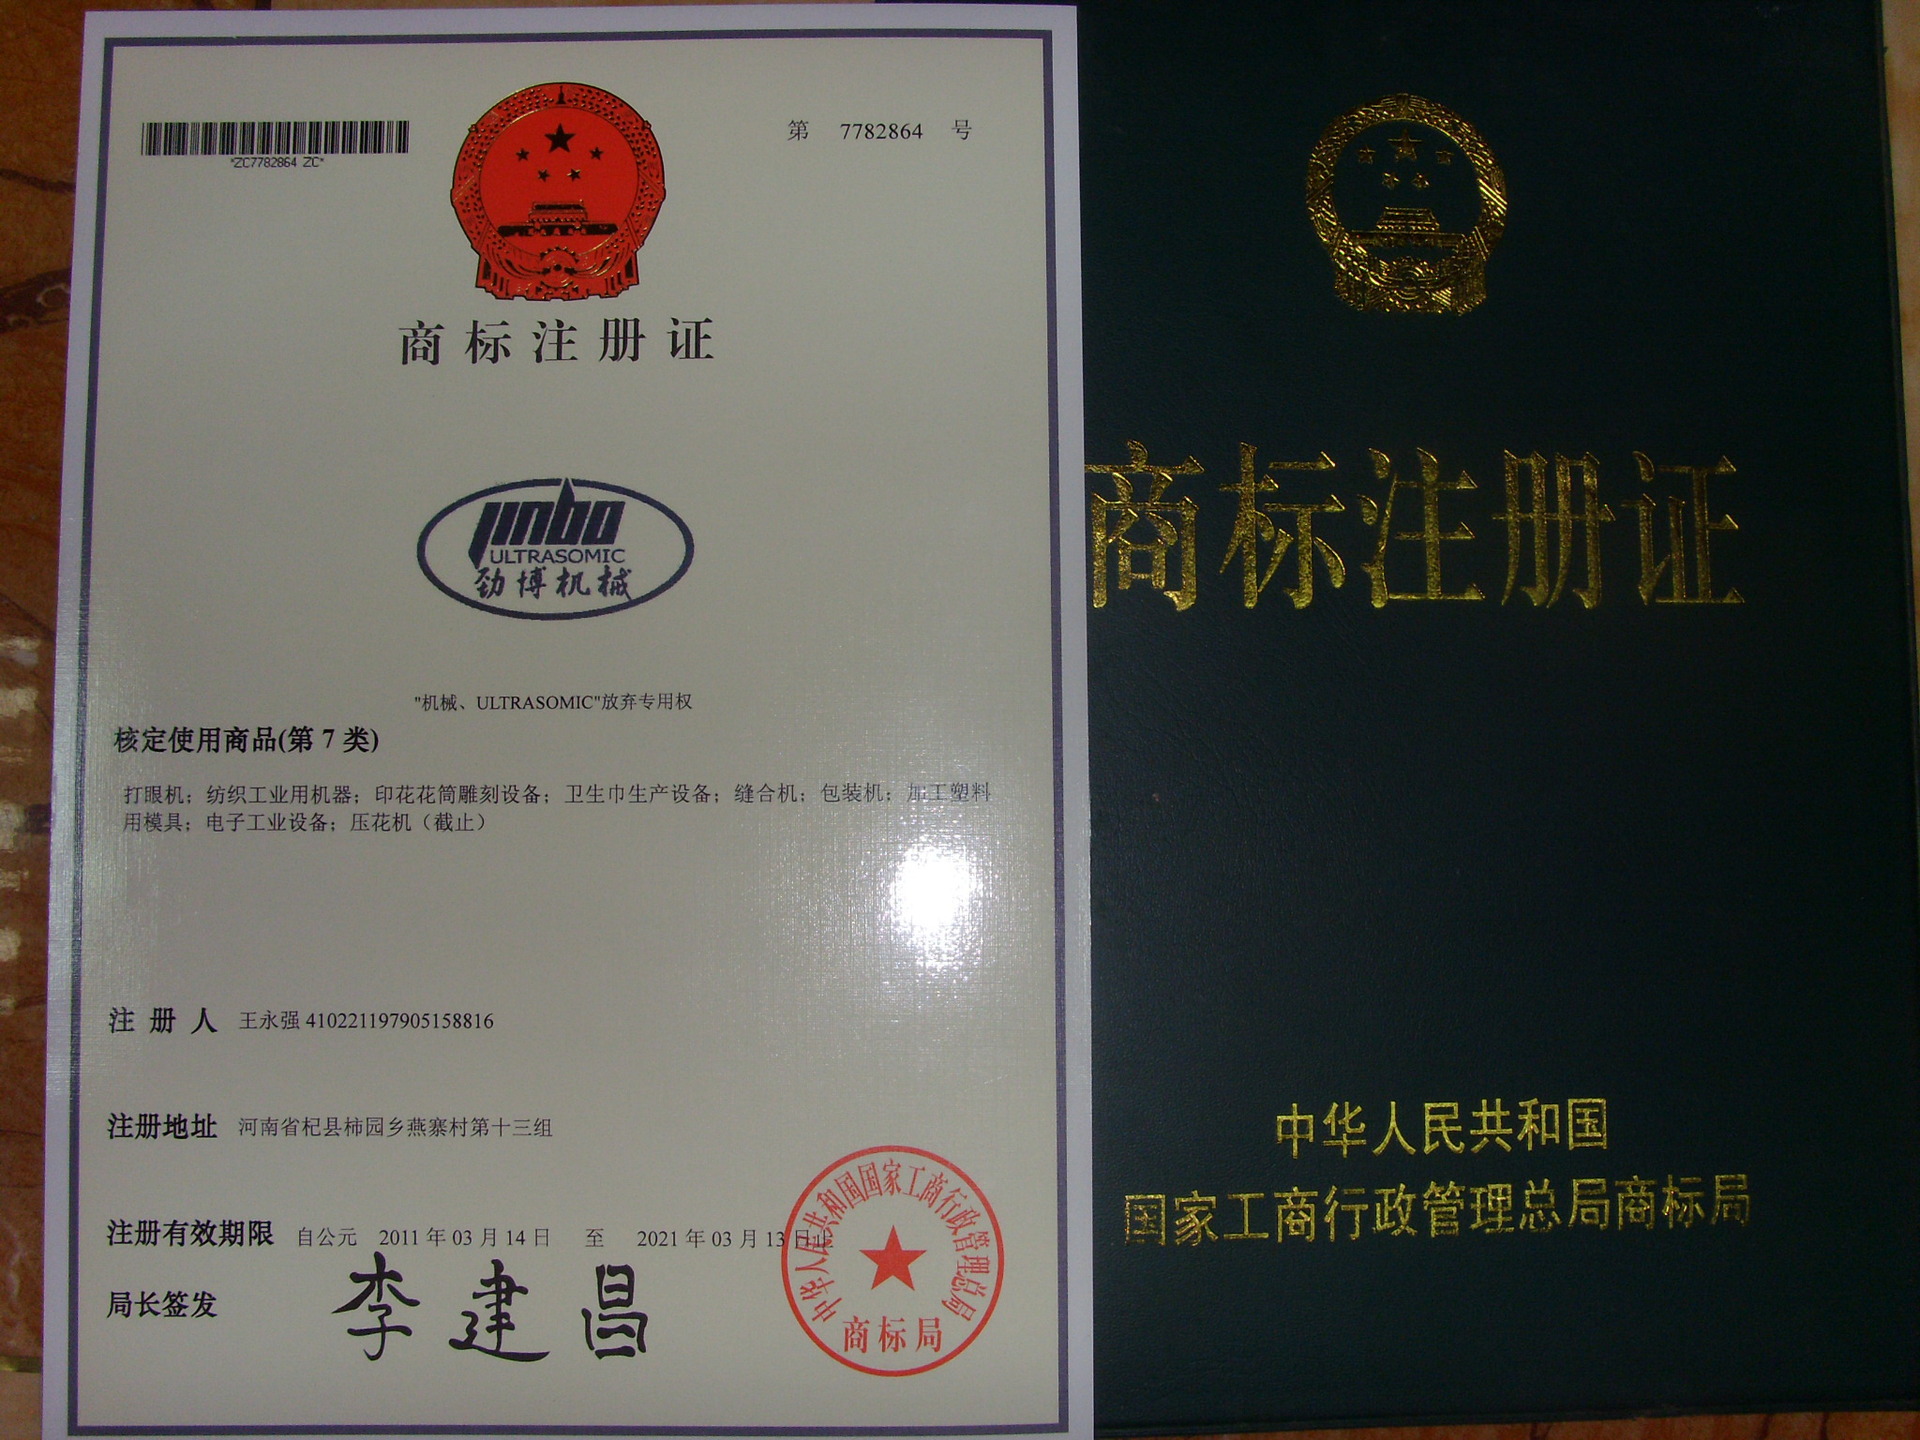 *ZC7782864 ZC*
第 7782864 号
商标注册证
jinbo
ULTRASOMIC
劲博机械
"机械、ULTRASOMIC"放弃专用权
核定使用商品(第 7 类)
打眼机；纺织工业用机器；印花花筒雕刻设备；卫生巾生产设备；缝合机；包装机；加工塑料
用模具；电子工业设备；压花机（截止）
注 册 人 王永强 410221197905158816
注册地址 河南省杞县柿园乡燕寨村第十三组
注册有效期限 自公元 2011 年 03 月 14 日 至 2021 年 03 月 13 日止
局长签发 李建昌
中华人民共和国国家工商行政管理总局
商标局
商标注册证
中华人民共和国
国家工商行政管理总局商标局